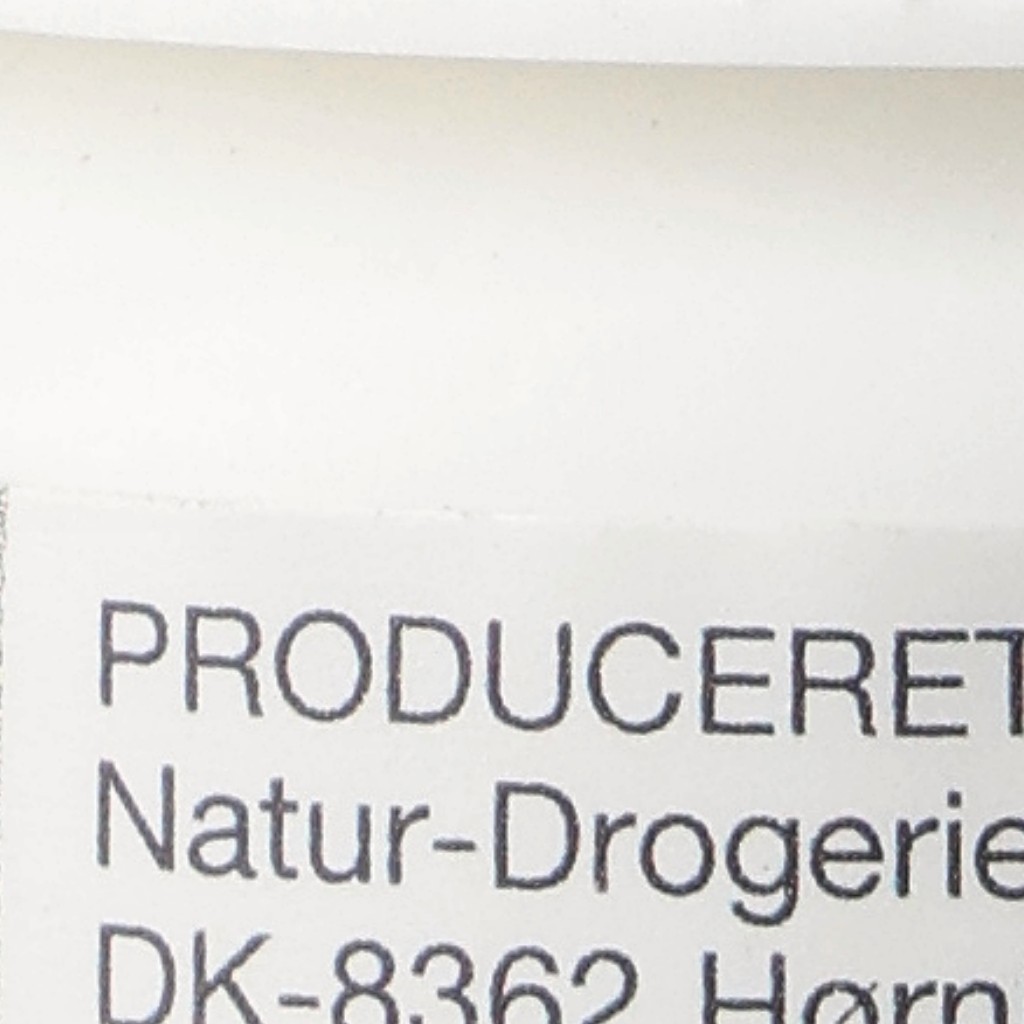 PRODUCERET
Natur-Drogerie
DK-8362 Hørn